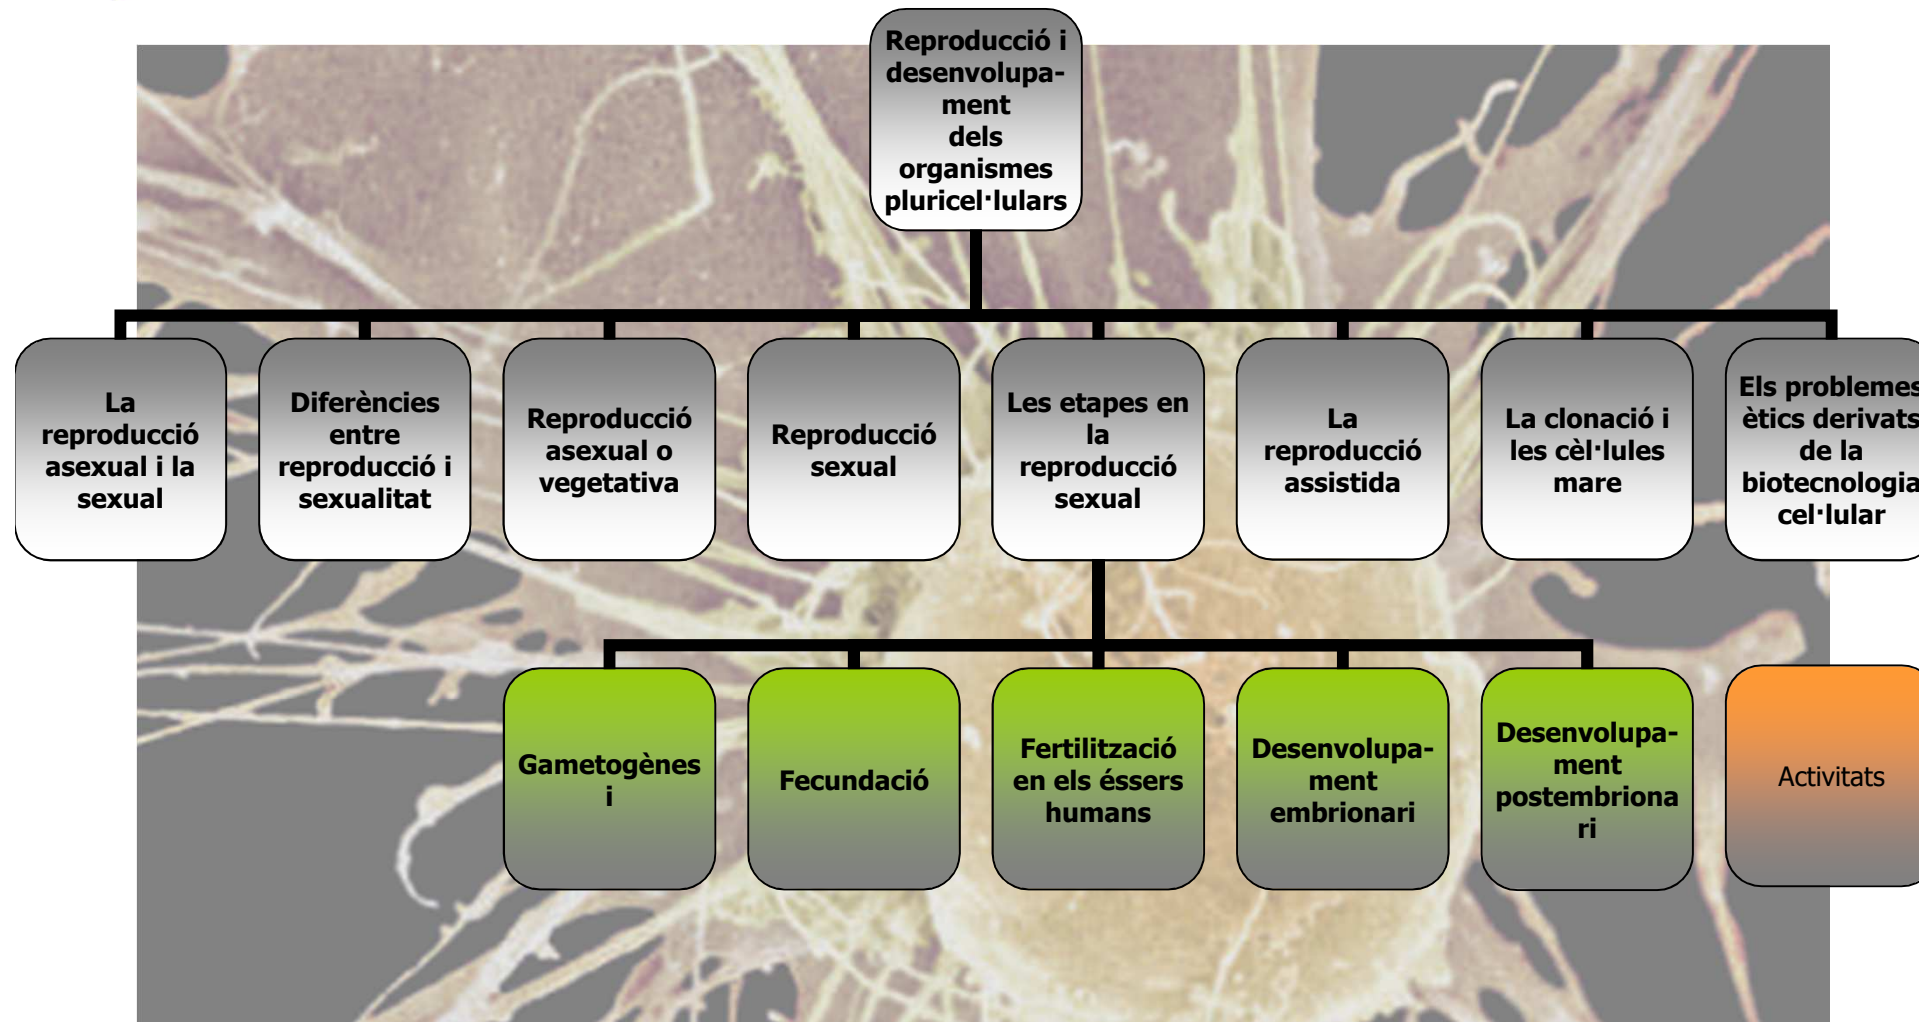 Reproducció i
desenvolupa-
ment
dels
organismes
pluricel·lulars
La
reproducció
asexual i la
sexual
Diferències
entre
reproducció i
sexualitat
Reproducció
asexual o
vegetativa
Reproducció
sexual
Les etapes en
la
reproducció
sexual
La
reproducció
assistida
La clonació i
les cèl·lules
mare
Els problemes
ètics derivats
de la
biotecnologia
cel·lular
Gametogènes
i
Fecundació
Fertilització
en els éssers
humans
Desenvolupa-
ment
embrionari
Desenvolupa-
ment
postembriona
ri
Activitats